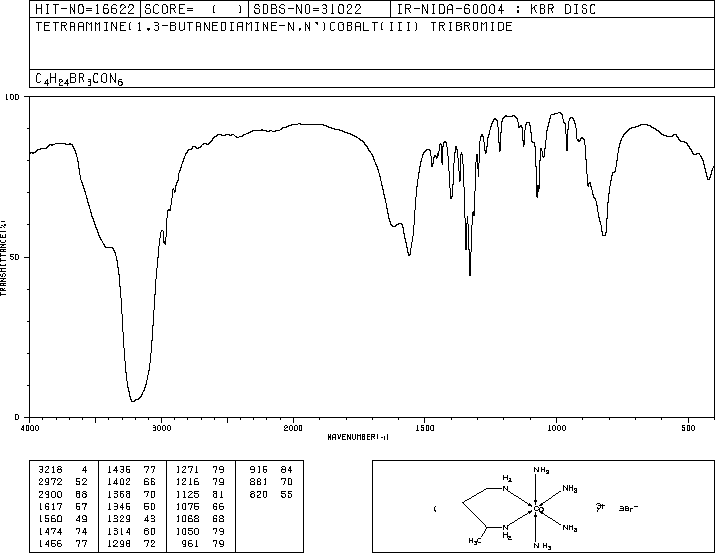 HIT-NO=16622 SCORE= ( ) SDBS-NO=31022 IR-NIDA-60004 : KBR DISC
TETRAAMMINE(1,3-BUTANEDIAMINE-N,N')COBALT(III) TRIBROMIDE
C4H24BR3CON6
100
50
0
TRANSMITTANCE(%)
4000 3000 2000 1500 1000 500
WAVENUMBER(-1)
3218 4 1436 77 1271 79 916 84
2972 52 1402 66 1216 79 881 70
2900 68 1368 70 1125 81 820 55
1617 57 1346 50 1076 66
1560 49 1329 43 1068 68
1474 74 1314 60 1050 79
1456 77 1298 72 961 79
NH3
H2
N NH3
( Co )3+ 3Br-
H3C N NH3
H2
NH3